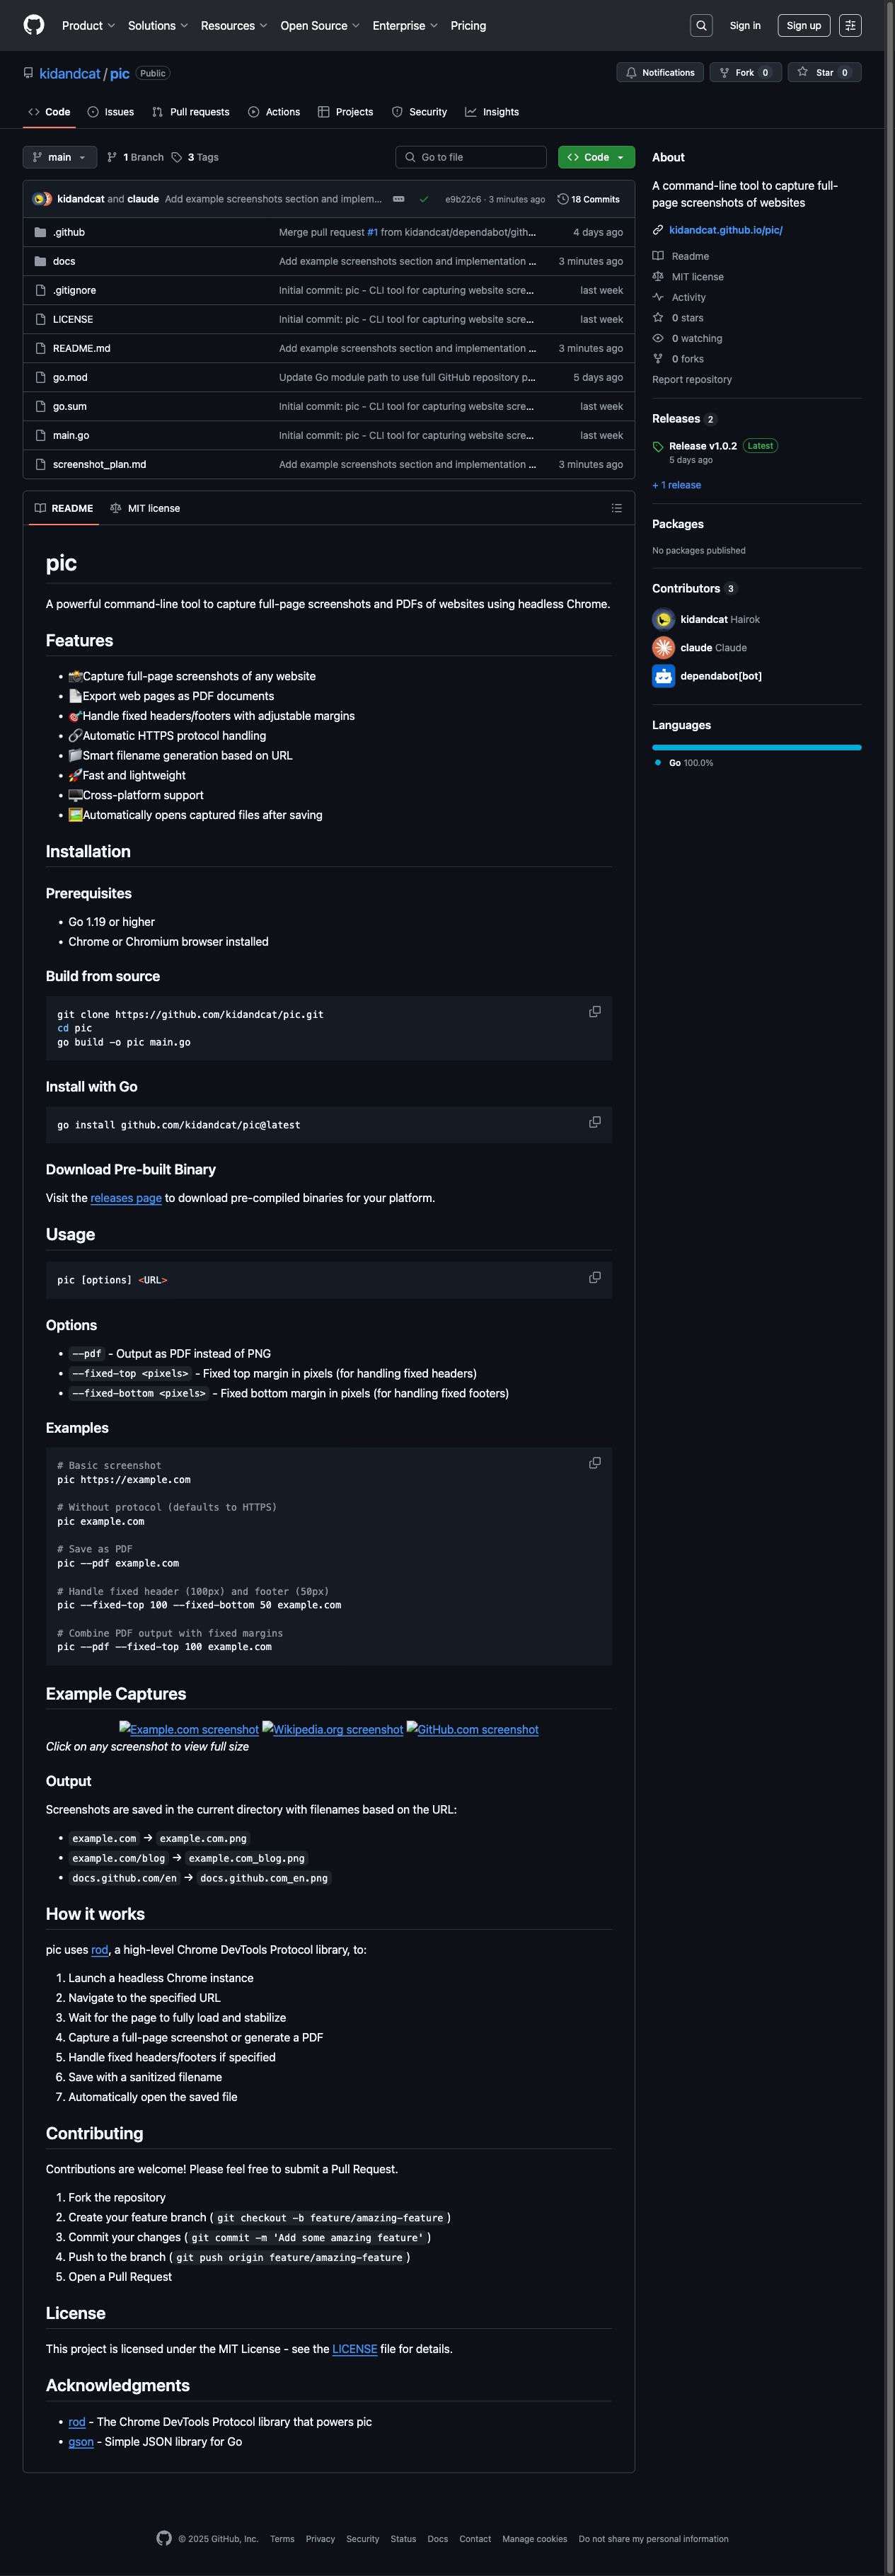 Product Solutions Resources Open Source Enterprise Pricing Sign in Sign up
kidandcat / pic Public Notifications Fork 0 Star 0
Code Issues Pull requests Actions Projects Security Insights
main 1 Branch 3 Tags Go to file Code
kidandcat and claude Add example screenshots section and implem... e9b22c6 · 3 minutes ago 18 Commits
.github Merge pull request #1 from kidandcat/dependabot/gith... 4 days ago
docs Add example screenshots section and implementation ... 3 minutes ago
.gitignore Initial commit: pic - CLI tool for capturing website scre... last week
LICENSE Initial commit: pic - CLI tool for capturing website scre... last week
README.md Add example screenshots section and implementation ... 3 minutes ago
go.mod Update Go module path to use full GitHub repository p... 5 days ago
go.sum Initial commit: pic - CLI tool for capturing website scre... last week
main.go Initial commit: pic - CLI tool for capturing website scre... last week
screenshot_plan.md Add example screenshots section and implementation ... 3 minutes ago
README MIT license
pic
A powerful command-line tool to capture full-page screenshots and PDFs of websites using headless Chrome.
Features
• 📸Capture full-page screenshots of any website
• 📄Export web pages as PDF documents
• 🎯Handle fixed headers/footers with adjustable margins
• 🔗Automatic HTTPS protocol handling
• 📁Smart filename generation based on URL
• 🚀Fast and lightweight
• 🖥️Cross-platform support
• 🖼️Automatically opens captured files after saving
Installation
Prerequisites
• Go 1.19 or higher
• Chrome or Chromium browser installed
Build from source
git clone https://github.com/kidandcat/pic.git
cd pic
go build -o pic main.go
Install with Go
go install github.com/kidandcat/pic@latest
Download Pre-built Binary
Visit the releases page to download pre-compiled binaries for your platform.
Usage
pic [options] <URL>
Options
• --pdf - Output as PDF instead of PNG
• --fixed-top <pixels> - Fixed top margin in pixels (for handling fixed headers)
• --fixed-bottom <pixels> - Fixed bottom margin in pixels (for handling fixed footers)
Examples
# Basic screenshot
pic https://example.com
# Without protocol (defaults to HTTPS)
pic example.com
# Save as PDF
pic --pdf example.com
# Handle fixed header (100px) and footer (50px)
pic --fixed-top 100 --fixed-bottom 50 example.com
# Combine PDF output with fixed margins
pic --pdf --fixed-top 100 example.com
Example Captures
Example.com screenshot Wikipedia.org screenshot GitHub.com screenshot
Click on any screenshot to view full size
Output
Screenshots are saved in the current directory with filenames based on the URL:
• example.com → example.com.png
• example.com/blog → example.com_blog.png
• docs.github.com/en → docs.github.com_en.png
How it works
pic uses rod, a high-level Chrome DevTools Protocol library, to:
1. Launch a headless Chrome instance
2. Navigate to the specified URL
3. Wait for the page to fully load and stabilize
4. Capture a full-page screenshot or generate a PDF
5. Handle fixed headers/footers if specified
6. Save with a sanitized filename
7. Automatically open the saved file
Contributing
Contributions are welcome! Please feel free to submit a Pull Request.
1. Fork the repository
2. Create your feature branch ( git checkout -b feature/amazing-feature )
3. Commit your changes ( git commit -m 'Add some amazing feature' )
4. Push to the branch ( git push origin feature/amazing-feature )
5. Open a Pull Request
License
This project is licensed under the MIT License - see the LICENSE file for details.
Acknowledgments
• rod - The Chrome DevTools Protocol library that powers pic
• gson - Simple JSON library for Go
About
A command-line tool to capture full-
page screenshots of websites
kidandcat.github.io/pic/
Readme
MIT license
Activity
0 stars
0 watching
0 forks
Report repository
Releases 2
Release v1.0.2 Latest
5 days ago
+ 1 release
Packages
No packages published
Contributors 3
kidandcat Hairok
claude Claude
dependabot[bot]
Languages
Go 100.0%
© 2025 GitHub, Inc. Terms Privacy Security Status Docs Contact Manage cookies Do not share my personal information